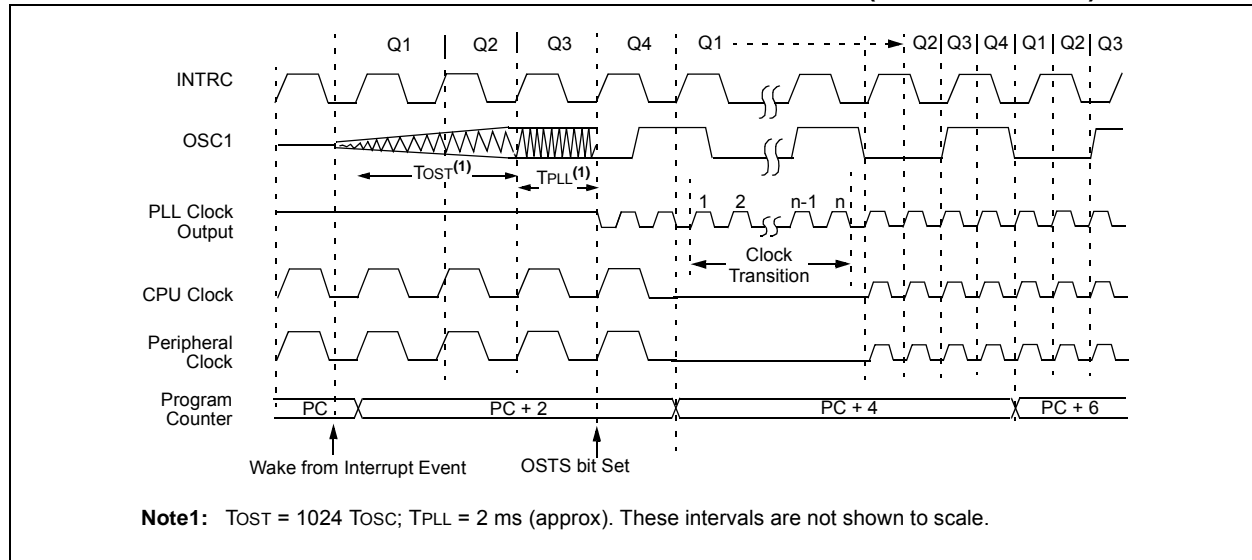 Q1 Q2 Q3 Q4 Q1 Q2 Q3 Q4 Q1 Q2 Q3
INTRC
OSC1
TOST(1) TPLL(1)
1 2 n-1 n
PLL Clock
Output
Clock
Transition
CPU Clock
Peripheral
Clock
Program
Counter
PC PC + 2 PC + 4 PC + 6
Wake from Interrupt Event OSTS bit Set
Note1: TOST = 1024 TOSC; TPLL = 2 ms (approx). These intervals are not shown to scale.